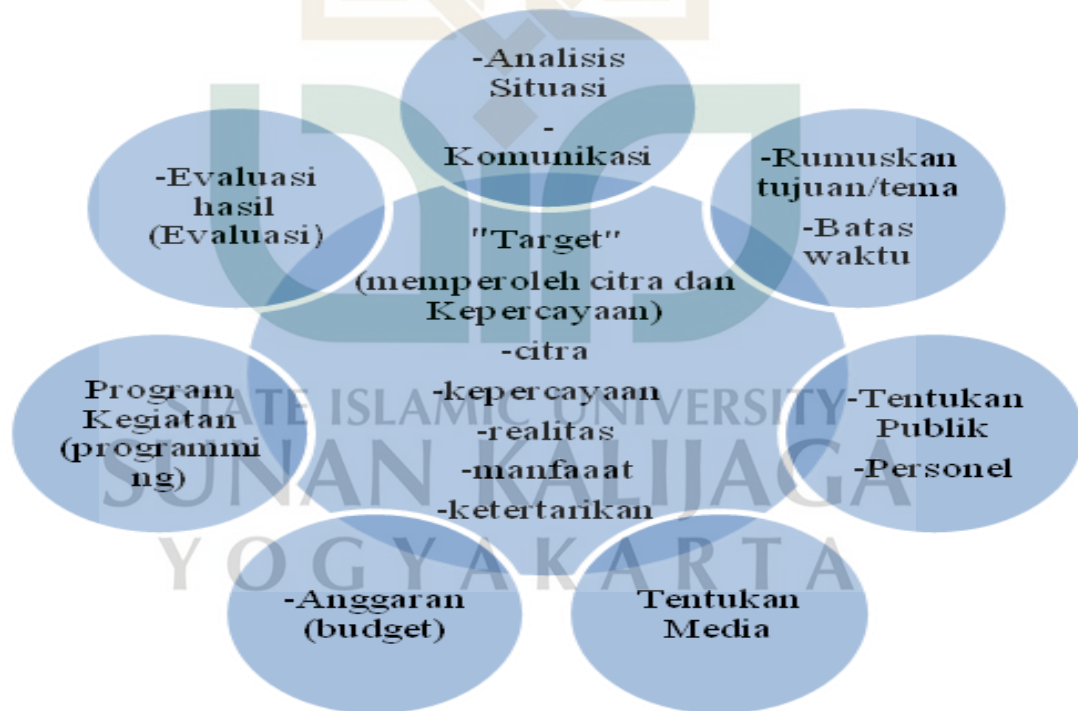 -Analisis
Situasi
-
Komunikasi
-Rumuskan
tujuan/tema
-Batas
waktu
-Tentukan
Publik
-Personel
Tentukan
Media
-Anggaran
(budget)
Program
Kegiatan
(programmi
ng)
-Evaluasi
hasil
(Evaluasi)
"Target"
(memperoleh citra dan
Kepercayaan)
-citra
-kepercayaan
-realitas
-manfaaat
-ketertarikan
STATE ISLAMIC UNIVERSITY
SUNAN KALIJAGA
YOGYAKARTA